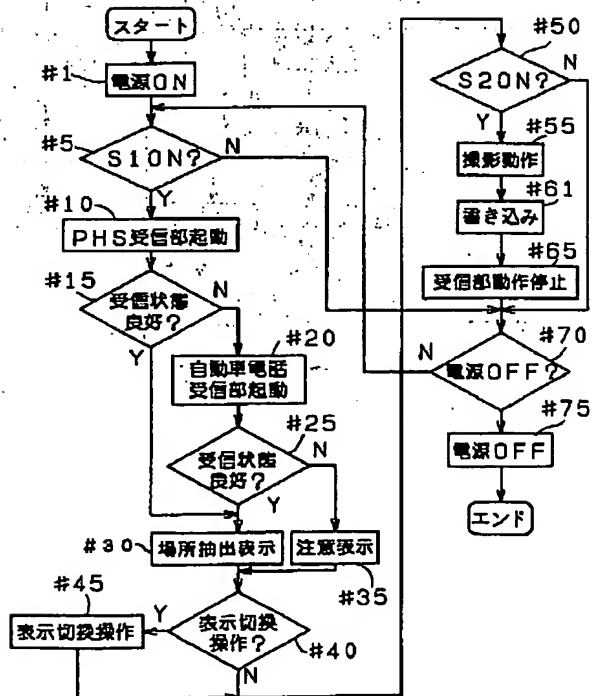 スタート
#1
電源ON
#5
S1ON?
N
Y
#10
PHS受信部起動
#15
受信状態
良好?
N
Y
#20
自動車電話
受信部起動
#25
受信状態
良好?
N
Y
#30
場所抽出表示
注意表示
#35
#45
表示切換操作
Y
表示切換
操作?
#40
N
#50
S2ON?
N
Y
#55
撮影動作
#61
書き込み
#65
受信部動作停止
#70
N
電源OFF?
Y
#75
電源OFF
エンド